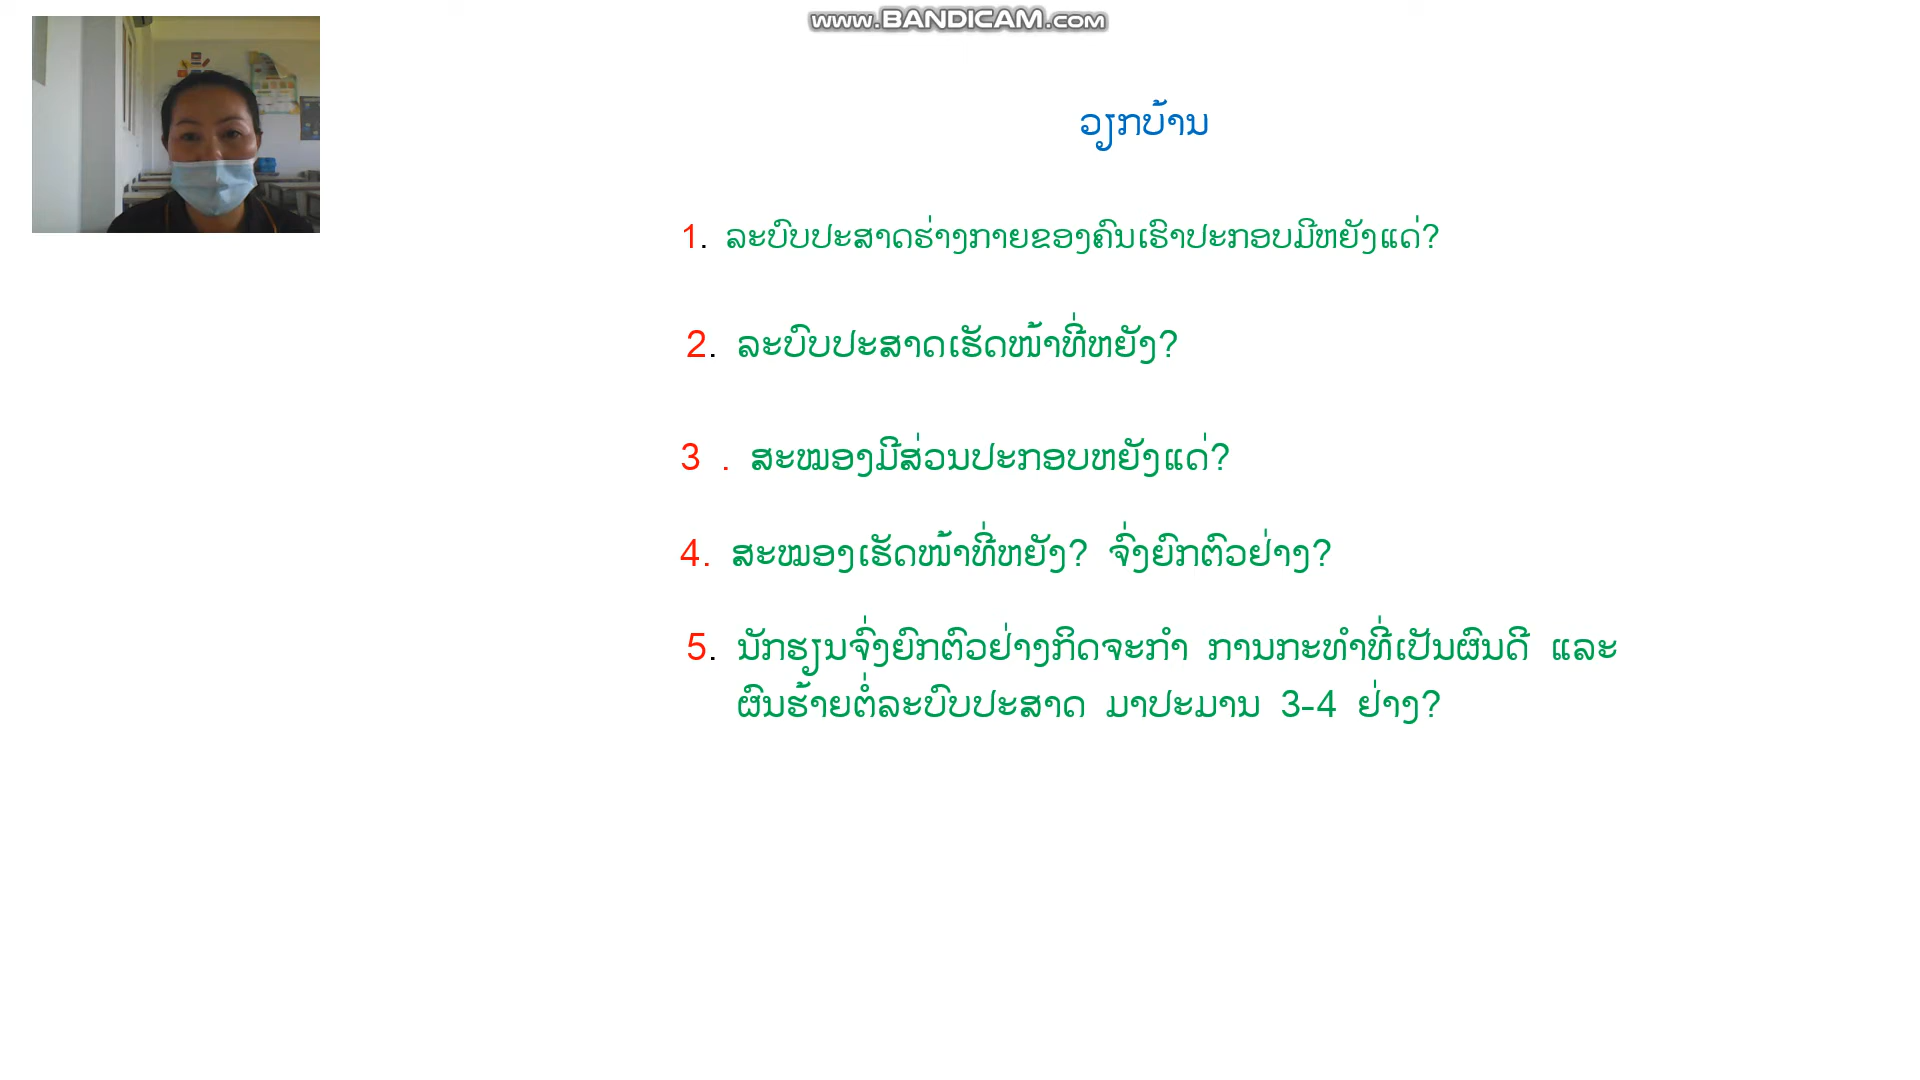 www.BANDICAM.com
ວຽກບ້ານ
1. ລະບົບປະສາດຮ່າງກາຍຂອງຄົນເຮົາປະກອບມີຫຍັງແດ່?
2. ລະບົບປະສາດເຮັດໜ້າທີ່ຫຍັງ?
3 . ສະໝອງມີສ່ວນປະກອບຫຍັງແດ່?
4. ສະໝອງເຮັດໜ້າທີ່ຫຍັງ? ຈົ່ງຍົກຕົວຢ່າງ?
5. ນັກຮຽນຈົ່ງຍົກຕົວຢ່າງກິດຈະກຳ ການກະທຳທີ່ເປັນຜົນດີ ແລະ
ຜົນຮ້າຍຕໍ່ລະບົບປະສາດ ມາປະມານ 3-4 ຢ່າງ?